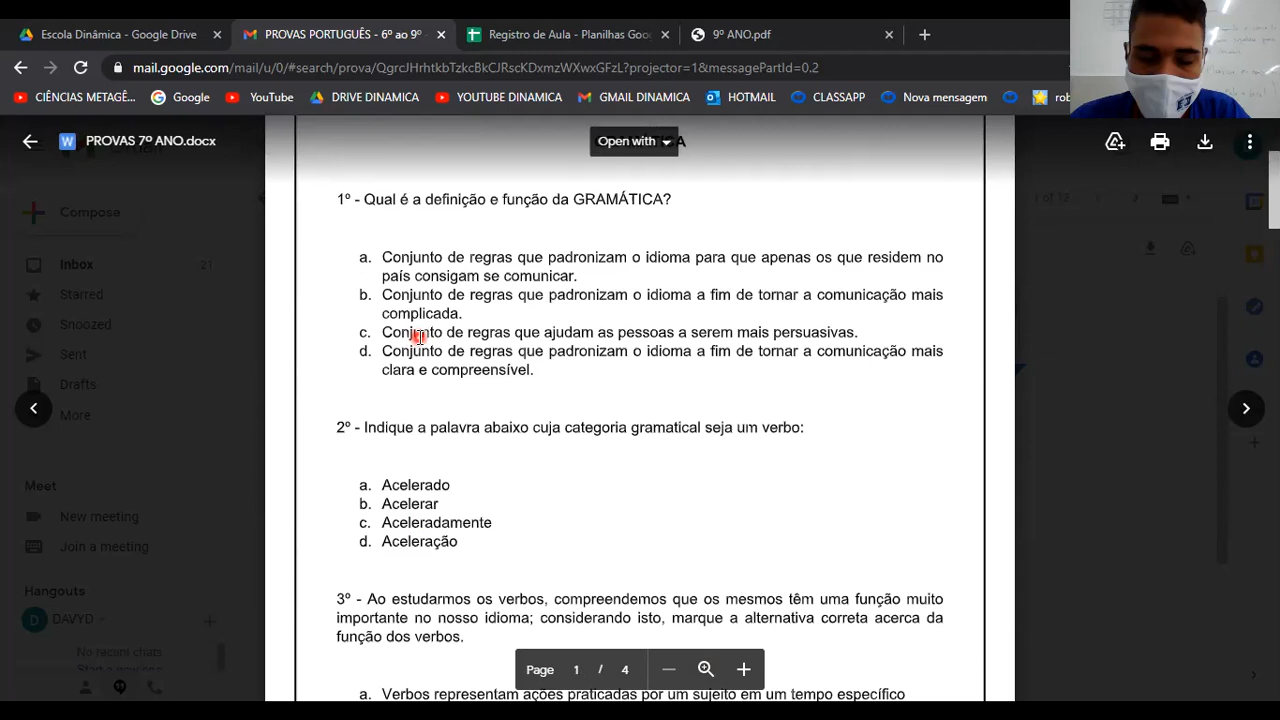 Escola Dinâmica - Google Drive
PROVAS PORTUGUÊS - 6º ao 9º
Registro de Aula - Planilhas Goo
9º ANO.pdf
mail.google.com/mail/u/0/#search/prova/QgrcJHrhtkbTzkcBkCJRscKDxmzWXwxGFzL?projector=1&messagePartId=0.2
CIÊNCIAS METAGÊ...
Google
YouTube
DRIVE DINAMICA
YOUTUBE DINAMICA
GMAIL DINAMICA
HOTMAIL
CLASSAPP
Nova mensagem
rob
PROVAS 7º ANO.docx
Open with
1º - Qual é a definição e função da GRAMÁTICA?
a. Conjunto de regras que padronizam o idioma para que apenas os que residem no
país consigam se comunicar.
b. Conjunto de regras que padronizam o idioma a fim de tornar a comunicação mais
complicada.
c. Conjunto de regras que ajudam as pessoas a serem mais persuasivas.
d. Conjunto de regras que padronizam o idioma a fim de tornar a comunicação mais
clara e compreensível.
2º - Indique a palavra abaixo cuja categoria gramatical seja um verbo:
a. Acelerado
b. Acelerar
c. Aceleradamente
d. Aceleração
3º - Ao estudarmos os verbos, compreendemos que os mesmos têm uma função muito
importante no nosso idioma; considerando isto, marque a alternativa correta acerca da
função dos verbos.
a. Verbos representam ações praticadas por um sujeito em um tempo específico
Page 1 / 4
Compose
Inbox 21
Starred
Snoozed
Sent
Drafts
More
Meet
New meeting
Join a meeting
Hangouts
DAVYD
No recent chats
1 of 12